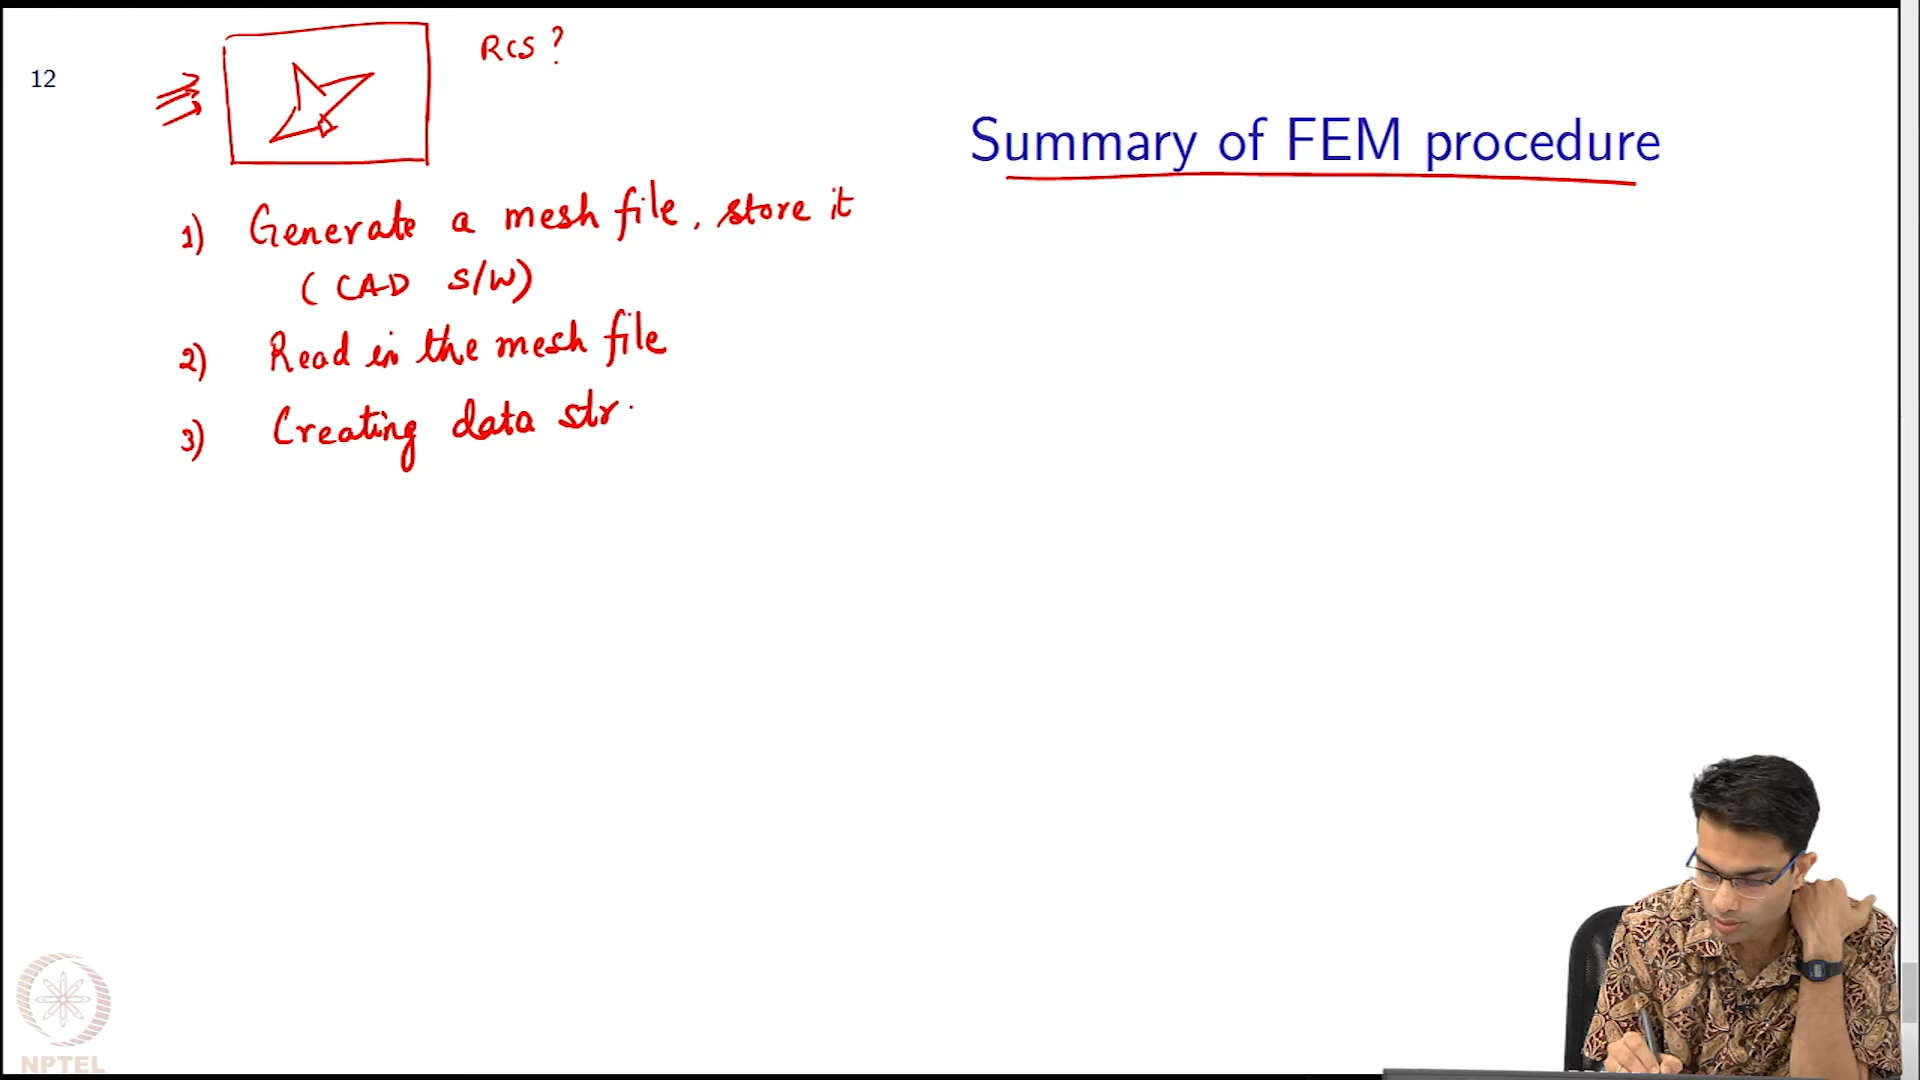 12
RCS ?
Summary of FEM procedure
1) Generate a mesh file, store it
( CAD S/W)
2) Read in the mesh file
3) Creating data str.
NPTEL